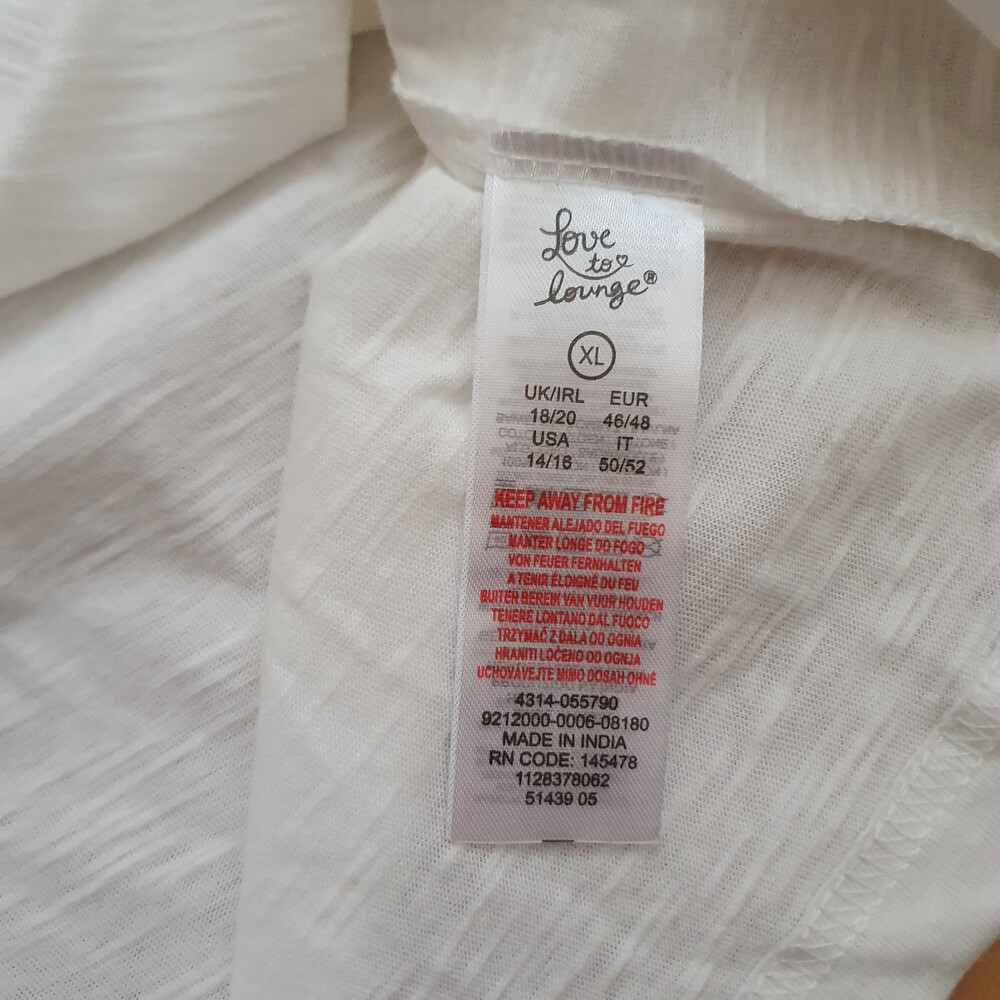 Love
to
lounge®
XL
UK/IRL EUR
18/20 46/48
USA IT
14/16 50/52
KEEP AWAY FROM FIRE
MANTENER ALEJADO DEL FUEGO
MANTER LONGE DO FOGO
VON FEUER FERNHALTEN
A TENIR ÉLOIGNÉ DU FEU
BUITEN BEREIK VAN VUUR HOUDEN
TENERE LONTANO DAL FUOCO
TRZYMAĆ Z DALA OD OGNIA
HRANITI LOČENO OD OGNJA
UCHOVÁVEJTE MIMO DOSAH OHNĚ
4314-055790
9212000-0006-08180
MADE IN INDIA
RN CODE: 145478
1128378062
51439 05